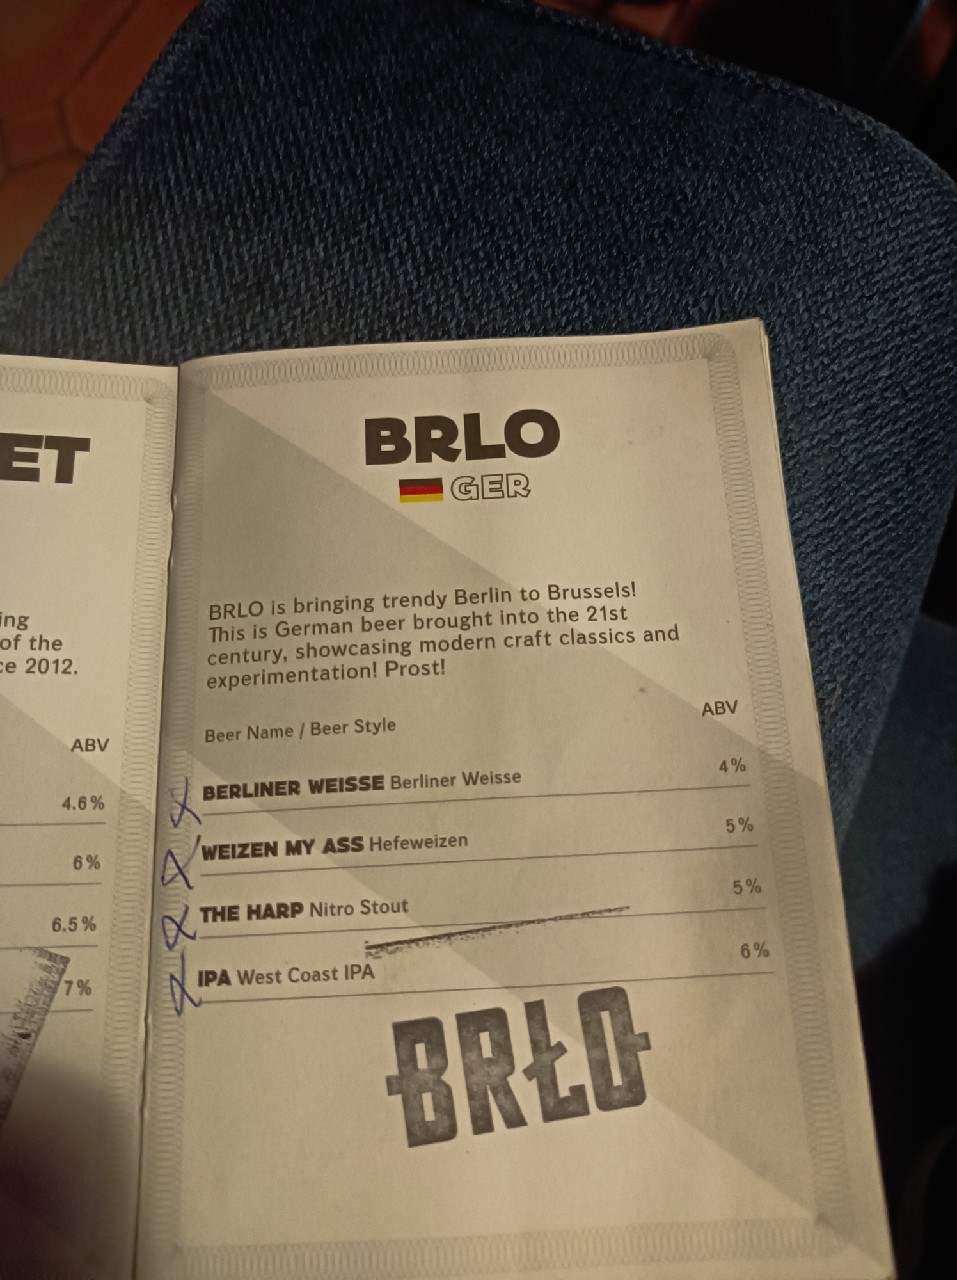 ET
ing
of the
ce 2012.
ABV
4.6%
6%
6.5%
7%
BRLO
GER
BRLO is bringing trendy Berlin to Brussels!
This is German beer brought into the 21st
century, showcasing modern craft classics and
experimentation! Prost!
Beer Name / Beer Style ABV
BERLINER WEISSE Berliner Weisse 4%
WEIZEN MY ASS Hefeweizen 5%
THE HARP Nitro Stout 5%
IPA West Coast IPA 6%
BRŁO